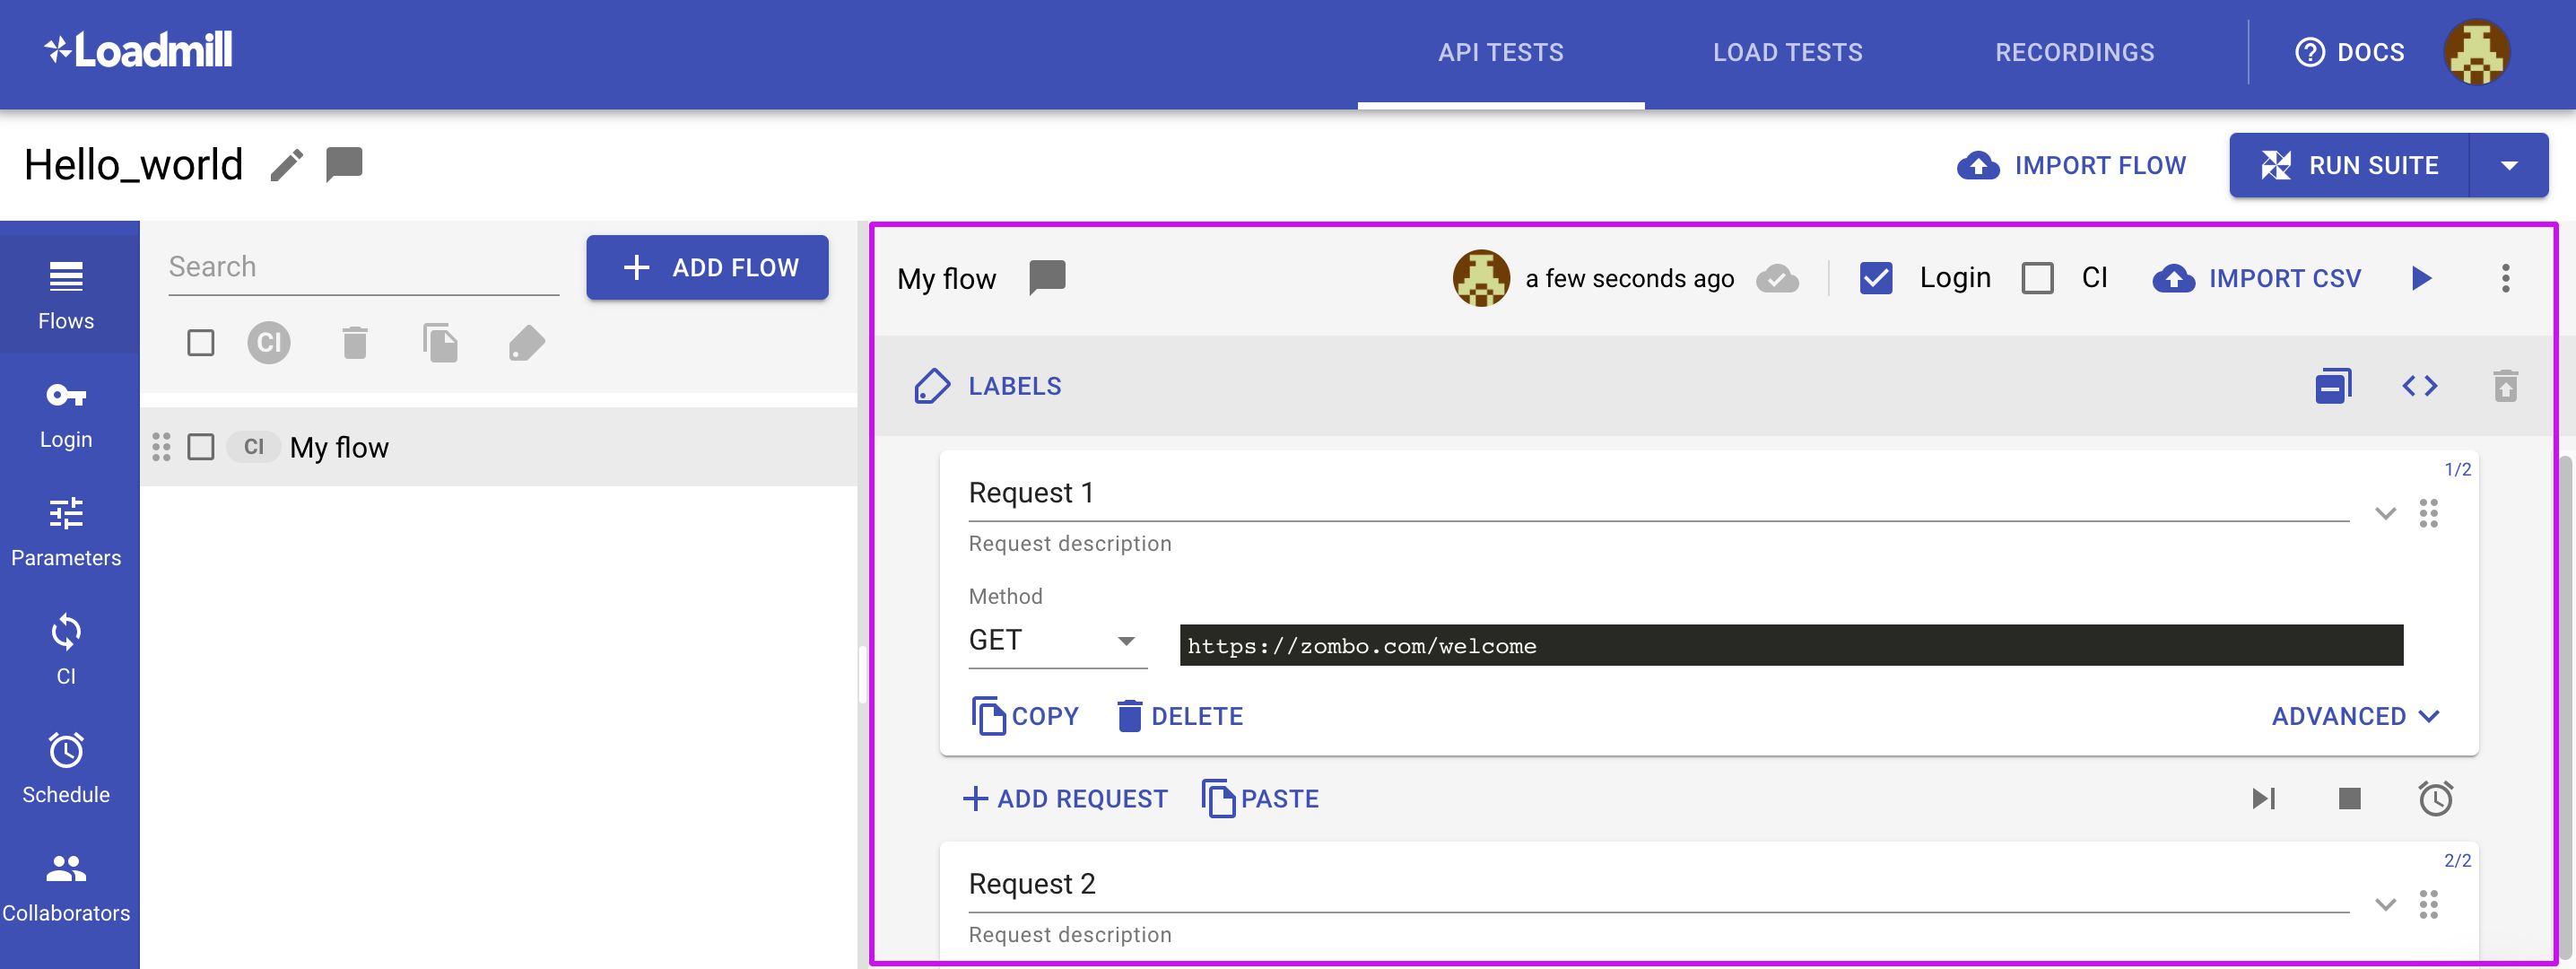 Loadmill
API TESTS
LOAD TESTS
RECORDINGS
DOCS
Hello_world
IMPORT FLOW
RUN SUITE
Flows
Login
Parameters
CI
Schedule
Collaborators
Search
ADD FLOW
CI
CI My flow
My flow
a few seconds ago
Login
CI
IMPORT CSV
LABELS
1/2
Request 1
Request description
Method
GET
https://zombo.com/welcome
COPY
DELETE
ADVANCED
ADD REQUEST
PASTE
2/2
Request 2
Request description